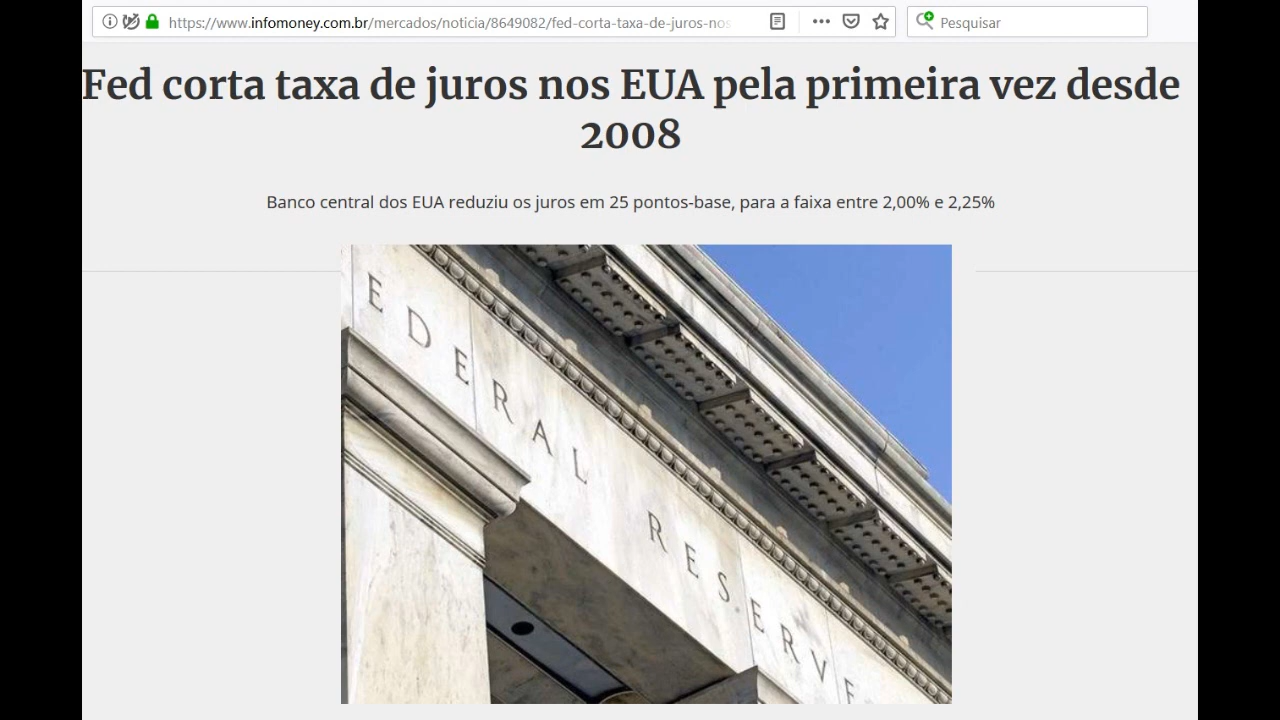 https://www.infomoney.com.br/mercados/noticia/8649082/fed-corta-taxa-de-juros-nos
Pesquisar
Fed corta taxa de juros nos EUA pela primeira vez desde
2008
Banco central dos EUA reduziu os juros em 25 pontos-base, para a faixa entre 2,00% e 2,25%
EDERAL RESERVE